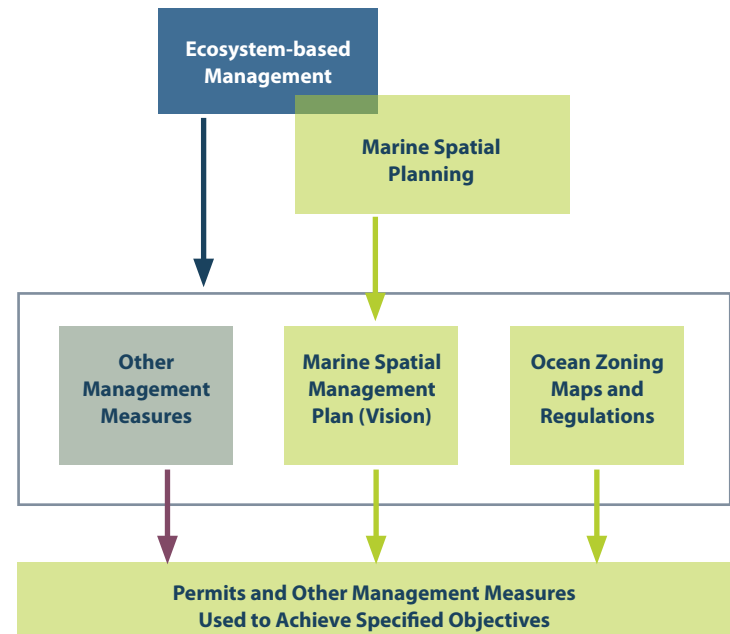 Ecosystem-based
Management
Marine Spatial
Planning
Other
Management
Measures
Marine Spatial
Management
Plan (Vision)
Ocean Zoning
Maps and
Regulations
Permits and Other Management Measures
Used to Achieve Specified Objectives